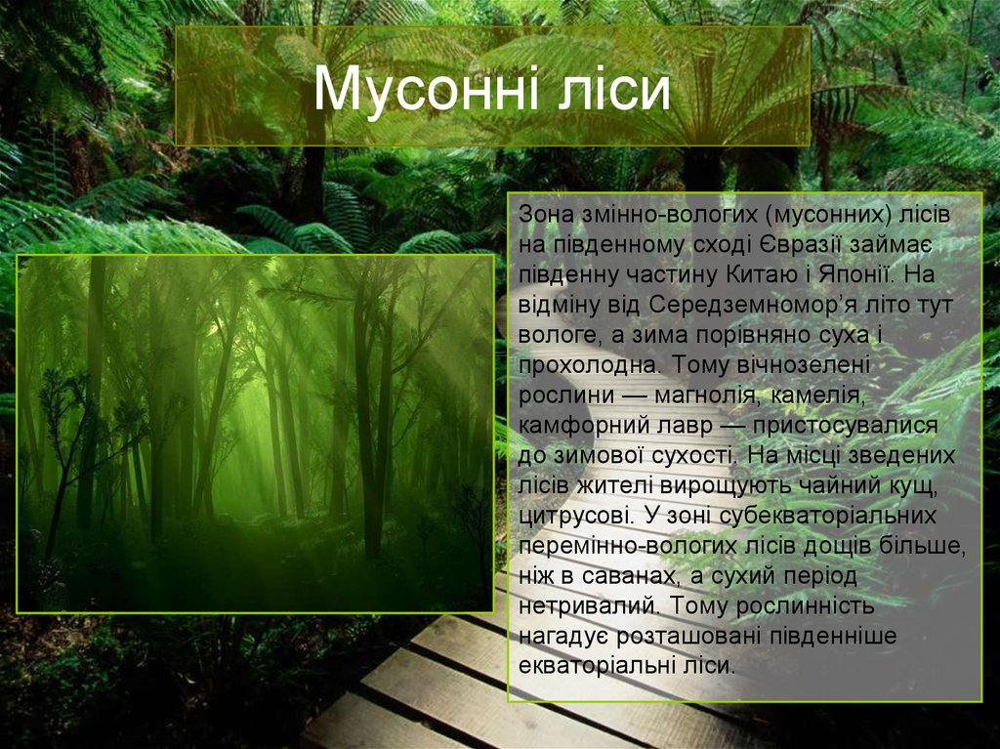 Мусонні ліси
Зона змінно-вологих (мусонних) лісів
на південному сході Євразії займає
південну частину Китаю і Японії. На
відміну від Середземномор’я літо тут
вологе, а зима порівняно суха і
прохолодна. Тому вічнозелені
рослини — магнолія, камелія,
камфорний лавр — пристосувалися
до зимової сухості. На місці зведених
лісів жителі вирощують чайний кущ,
цитрусові. У зоні субекваторіальних
перемінно-вологих лісів дощів більше,
ніж в саванах, а сухий період
нетривалий. Тому рослинність
нагадує розташовані південніше
екваторіальні ліси.